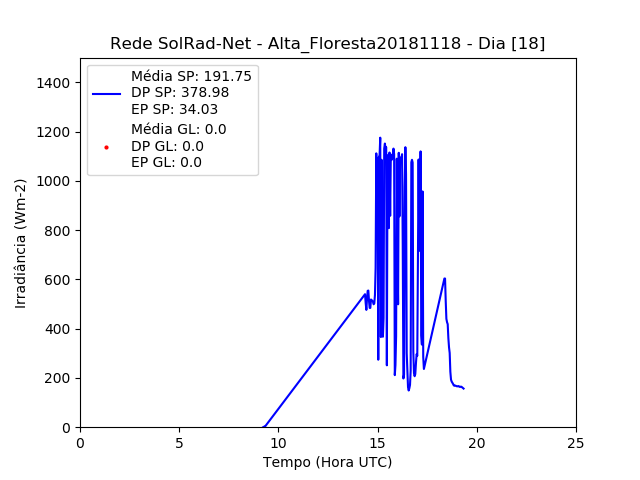 Rede SolRad-Net - Alta_Floresta20181118 - Dia [18]
Média SP: 191.75
DP SP: 378.98
EP SP: 34.03
Média GL: 0.0
DP GL: 0.0
EP GL: 0.0
1400
1200
1000
800
600
400
200
0
Irradiância (Wm-2)
0 5 10 15 20 25
Tempo (Hora UTC)